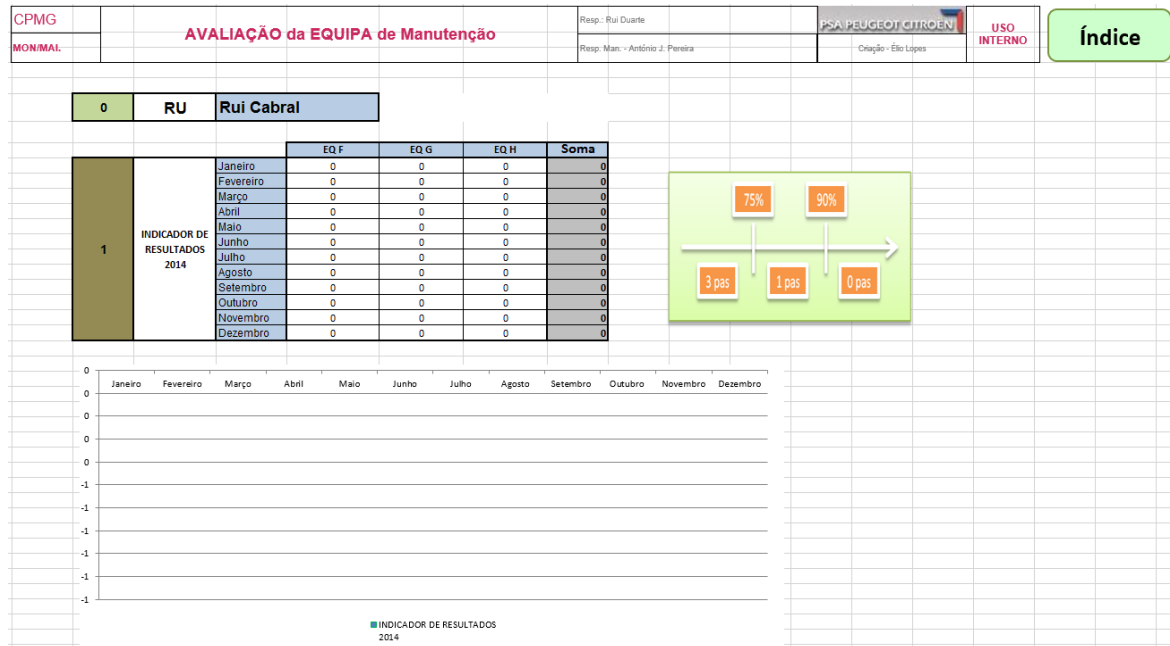 CPMG
MON/MAI.
AVALIAÇÃO da EQUIPA de Manutenção
Resp.: Rui Duarte
Resp. Man. - António J. Pereira
PSA PEUGEOT CITROËN
Criação - Élio Lopes
USO
INTERNO
Índice
0 RU Rui Cabral
EQ F EQ G EQ H Soma
1
INDICADOR DE
RESULTADOS
2014
Janeiro 0 0 0 0
Fevereiro 0 0 0 0
Março 0 0 0 0
Abril 0 0 0 0
Maio 0 0 0 0
Junho 0 0 0 0
Julho 0 0 0 0
Agosto 0 0 0 0
Setembro 0 0 0 0
Outubro 0 0 0 0
Novembro 0 0 0 0
Dezembro 0 0 0 0
75% 90%
3 pas 1 pas 0 pas
0
Janeiro Fevereiro Março Abril Maio Junho Julho Agosto Setembro Outubro Novembro Dezembro
0
0
0
0
-1
-1
-1
-1
-1
-1
INDICADOR DE RESULTADOS
2014